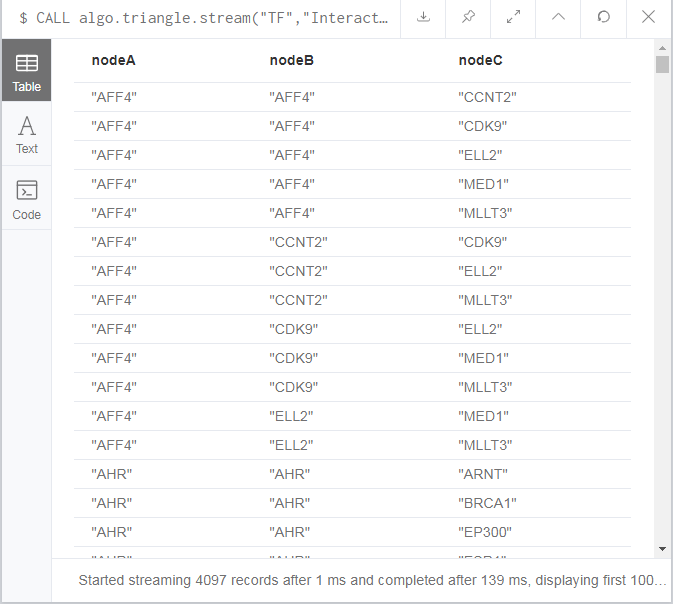 $ CALL algo.triangle.stream("TF","Interact…
Table
Text
Code
nodeA nodeB nodeC
"AFF4" "AFF4" "CCNT2"
"AFF4" "AFF4" "CDK9"
"AFF4" "AFF4" "ELL2"
"AFF4" "AFF4" "MED1"
"AFF4" "AFF4" "MLLT3"
"AFF4" "CCNT2" "CDK9"
"AFF4" "CCNT2" "ELL2"
"AFF4" "CCNT2" "MLLT3"
"AFF4" "CDK9" "ELL2"
"AFF4" "CDK9" "MED1"
"AFF4" "CDK9" "MLLT3"
"AFF4" "ELL2" "MED1"
"AFF4" "ELL2" "MLLT3"
"AHR" "AHR" "ARNT"
"AHR" "AHR" "BRCA1"
"AHR" "AHR" "EP300"
"AHR" "AHR"
Started streaming 4097 records after 1 ms and completed after 139 ms, displaying first 100…